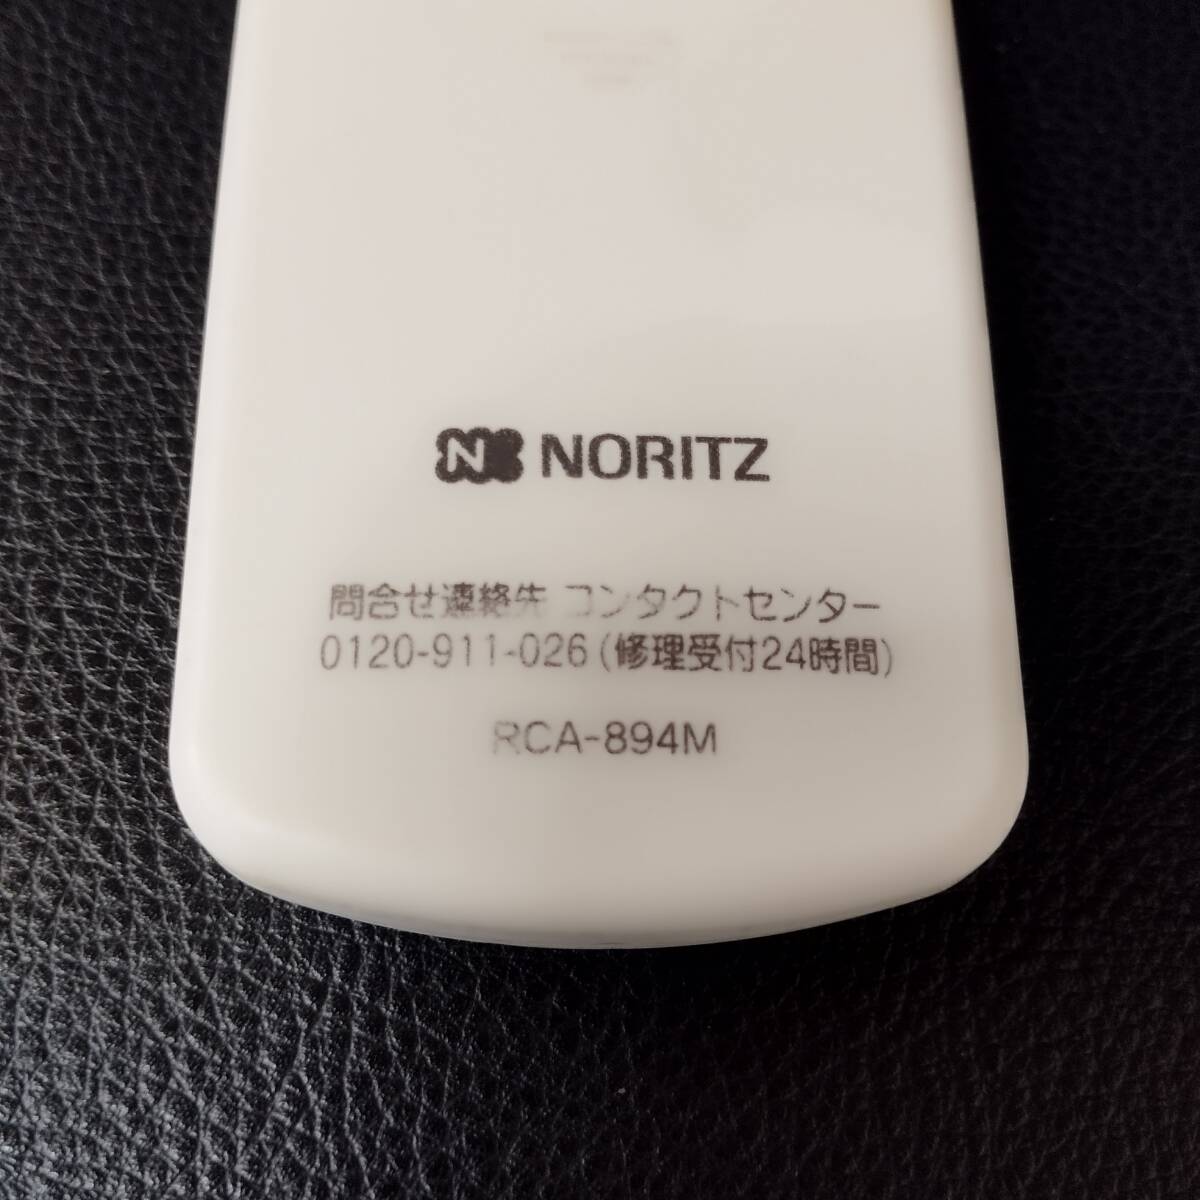 N NORITZ
問合せ連絡先 コンタクトセンター
0120-911-026(修理受付24時間)
RCA-894M